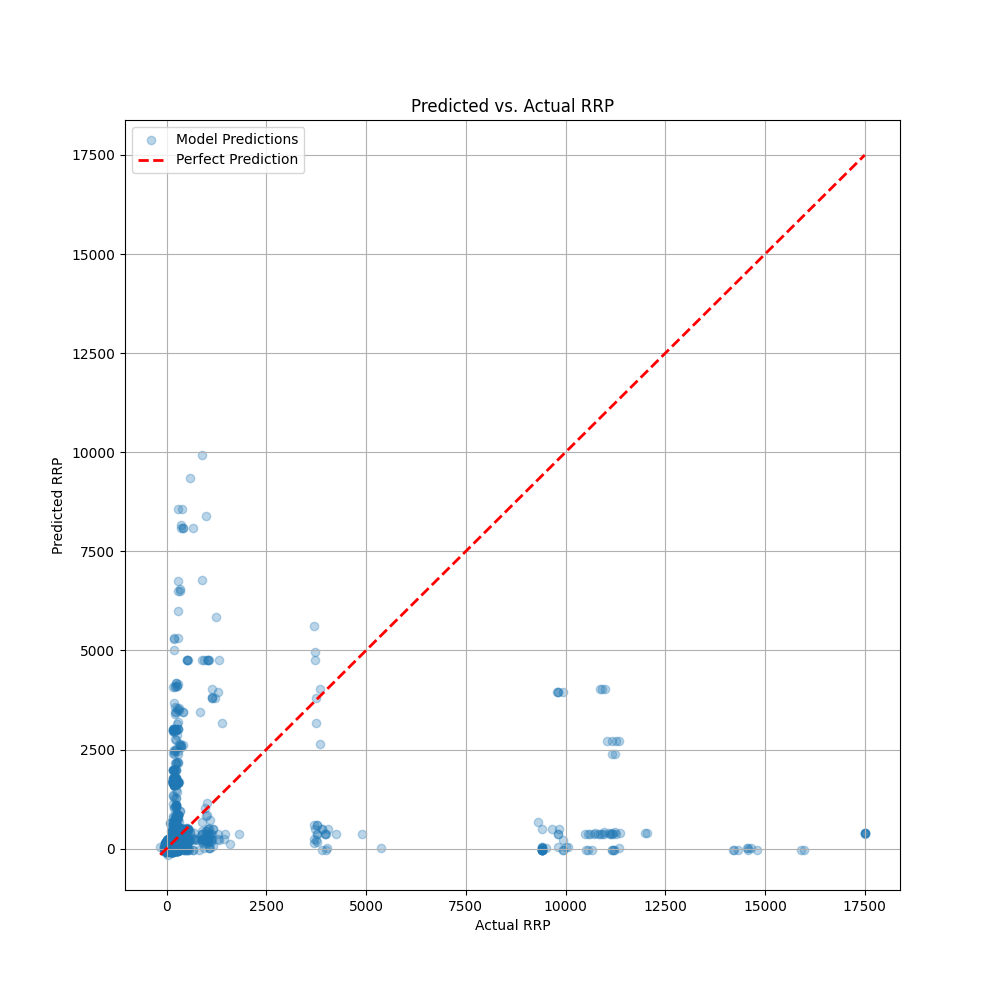 Predicted vs. Actual RRP
Model Predictions
Perfect Prediction
17500
15000
12500
10000
7500
5000
2500
0
Predicted RRP
0 2500 5000 7500 10000 12500 15000 17500
Actual RRP